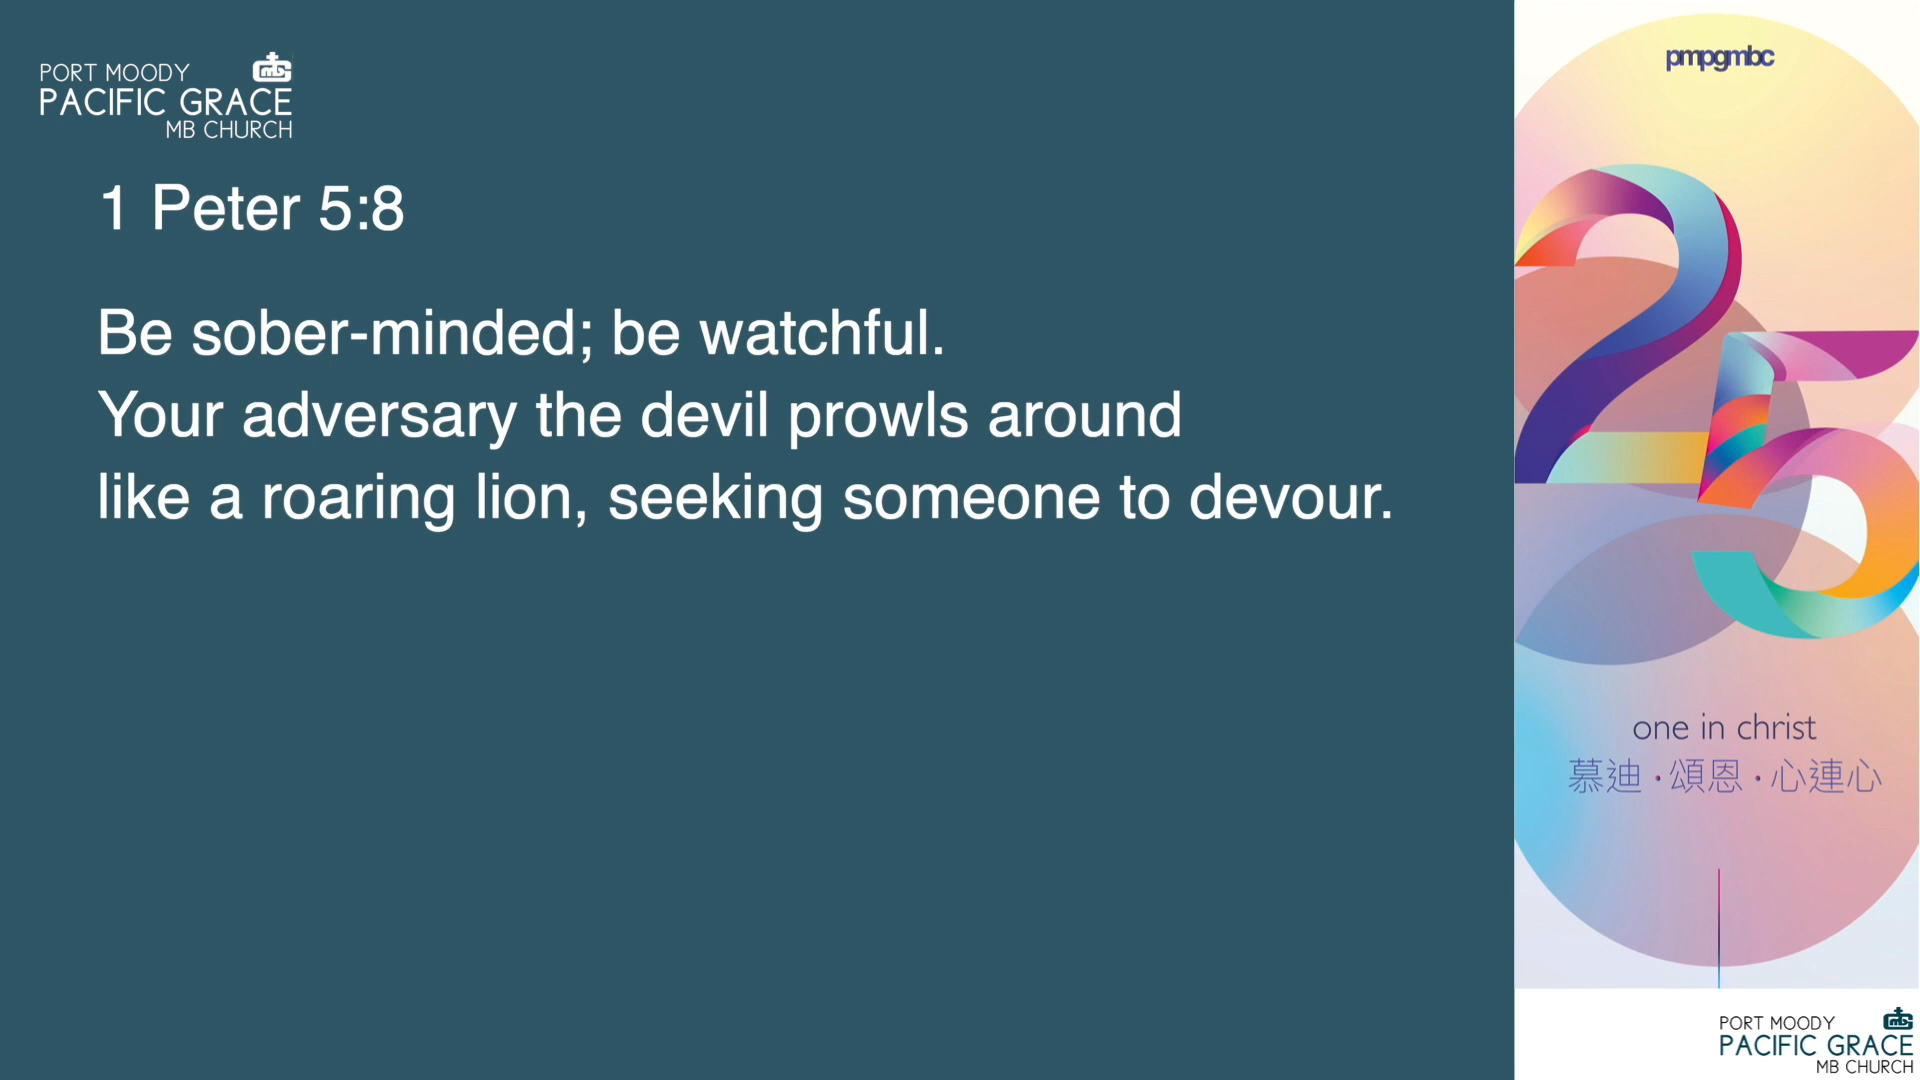 PORT MOODY
PACIFIC GRACE
MB CHURCH
1 Peter 5:8
Be sober-minded; be watchful.
Your adversary the devil prowls around
like a roaring lion, seeking someone to devour.
pmpgmbc
25
one in christ
慕迪·頌恩·心連心
PORT MOODY
PACIFIC GRACE
MB CHURCH